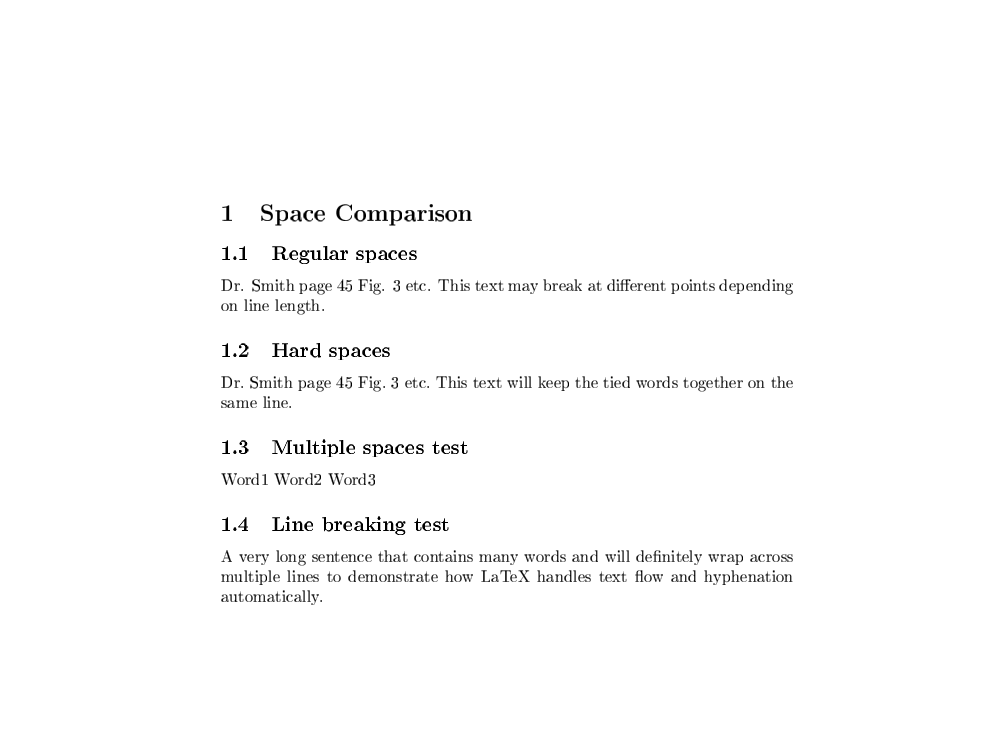 1 Space Comparison
1.1 Regular spaces
Dr. Smith page 45 Fig. 3 etc. This text may break at different points depending
on line length.
1.2 Hard spaces
Dr. Smith page 45 Fig. 3 etc. This text will keep the tied words together on the
same line.
1.3 Multiple spaces test
Word1 Word2 Word3
1.4 Line breaking test
A very long sentence that contains many words and will definitely wrap across
multiple lines to demonstrate how LaTeX handles text flow and hyphenation
automatically.